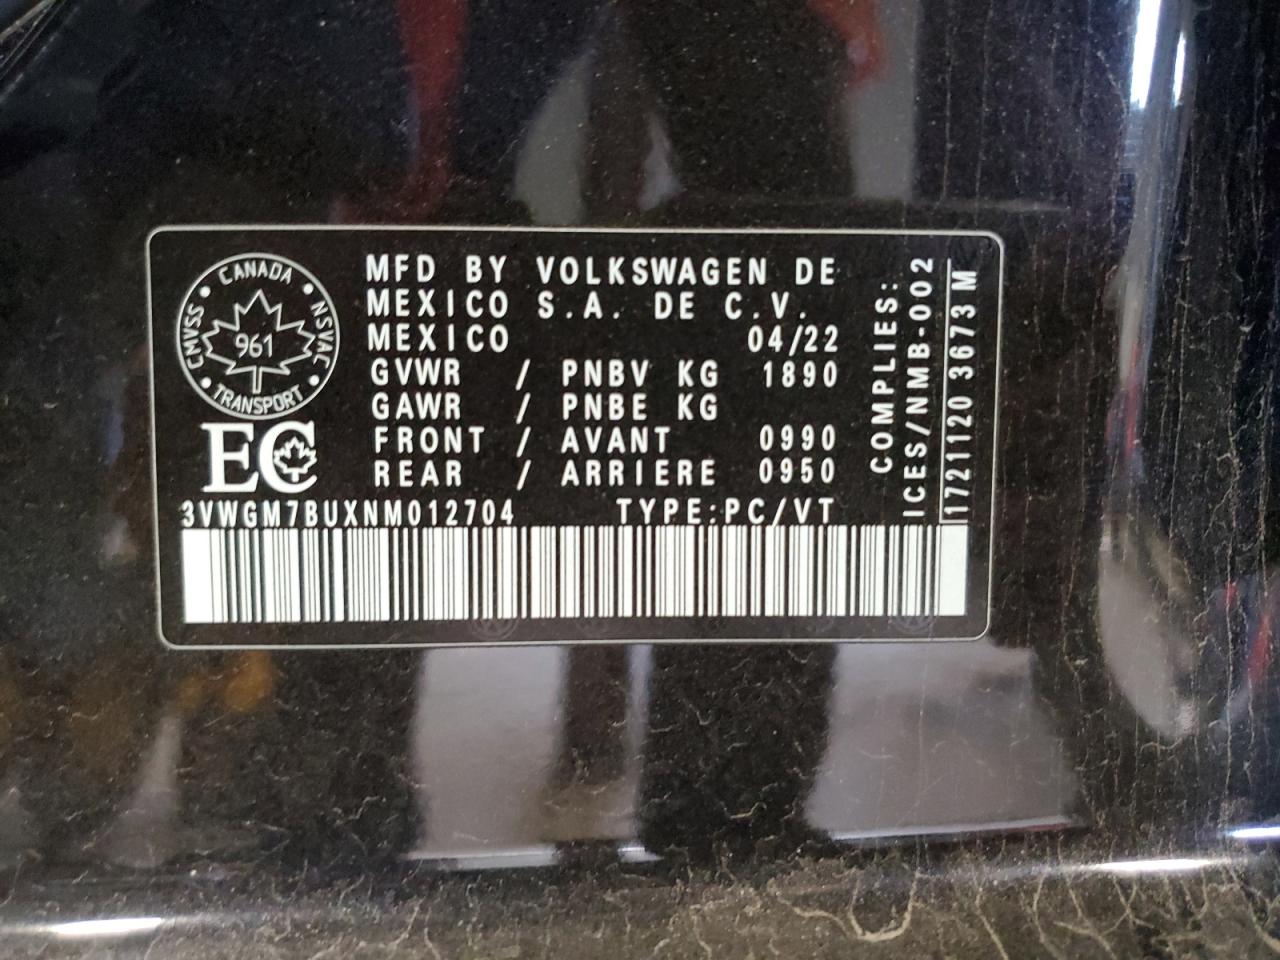 CANADA
CMVSS
NSVAC
961
TRANSPORT
EC
MFD BY VOLKSWAGEN DE
MEXICO S.A. DE C.V.
MEXICO 04/22
GVWR / PNBV KG 1890
GAWR / PNBE KG
FRONT / AVANT 0990
REAR / ARRIERE 0950
3VWGM7BUXNM012704 TYPE:PC/VT
COMPLIES:
ICES/NMB-002
1721120 3673 M